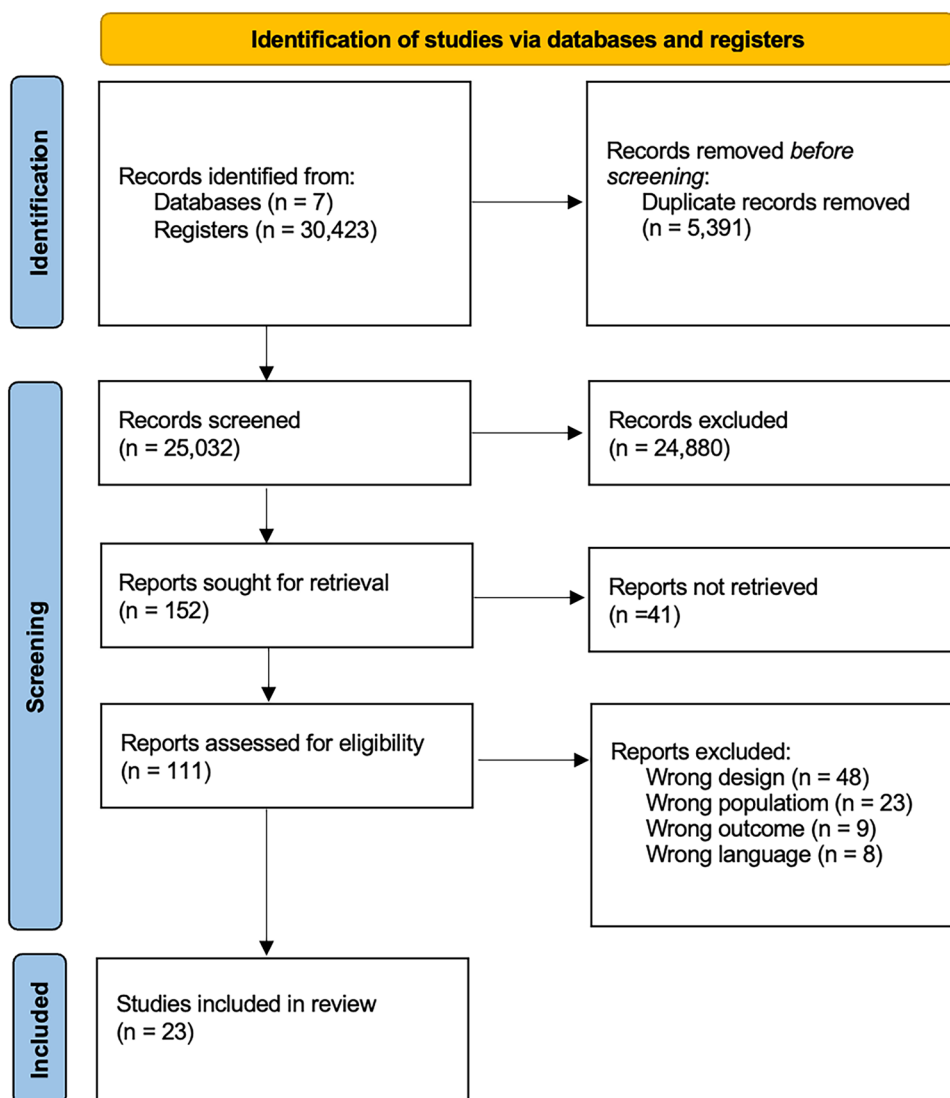 Identification of studies via databases and registers
Identification
Records identified from:
Databases (n = 7)
Registers (n = 30,423)
Records removed before
screening:
Duplicate records removed
(n = 5,391)
Screening
Records screened
(n = 25,032)
Records excluded
(n = 24,880)
Reports sought for retrieval
(n = 152)
Reports not retrieved
(n =41)
Reports assessed for eligibility
(n = 111)
Reports excluded:
Wrong design (n = 48)
Wrong populatiom (n = 23)
Wrong outcome (n = 9)
Wrong language (n = 8)
Included
Studies included in review
(n = 23)